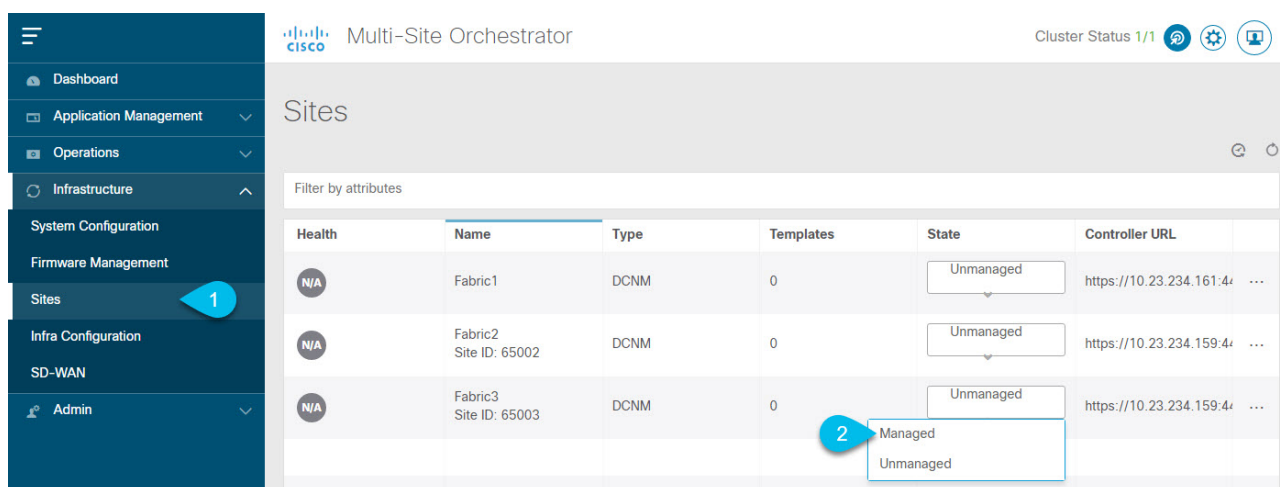 cisco Multi-Site Orchestrator
Cluster Status 1/1
Dashboard
Application Management
Operations
Infrastructure
System Configuration
Firmware Management
Sites 1
Infra Configuration
SD-WAN
Admin
Sites
Filter by attributes
Health Name Type Templates State Controller URL
N/A Fabric1 DCNM 0 Unmanaged https://10.23.234.161:44 ...
N/A Fabric2 DCNM 0 Unmanaged https://10.23.234.159:44 ...
Site ID: 65002
N/A Fabric3 DCNM 0 Unmanaged https://10.23.234.159:44 ...
Site ID: 65003
2 Managed
Unmanaged